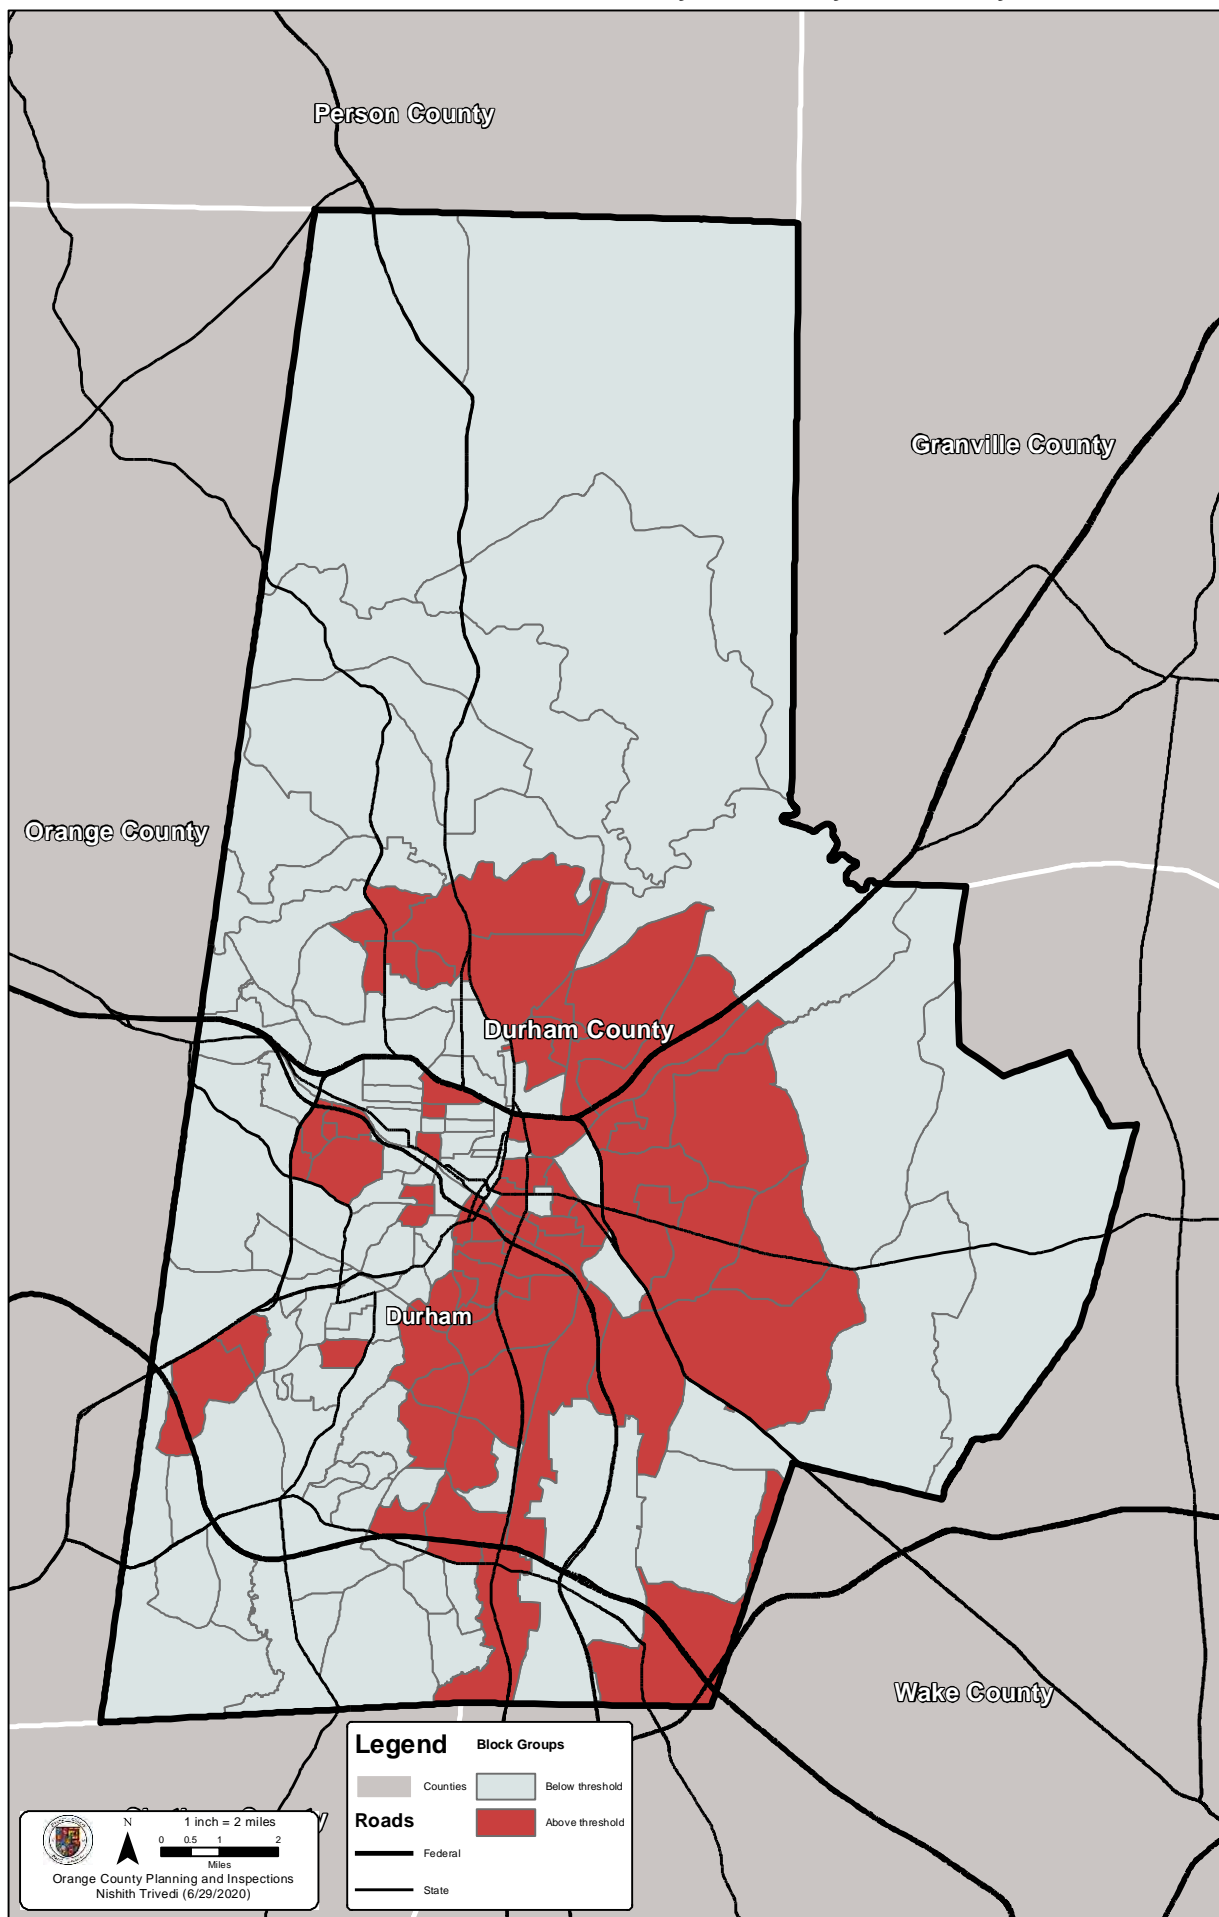 Person County
Granville County
Orange County
Durham County
Durham
Wake County
Legend
Block Groups
Counties
Below threshold
Roads
Above threshold
Federal
State
N
1 inch = 2 miles
0 0.5 1 2
Miles
Orange County Planning and Inspections
Nishith Trivedi (6/29/2020)